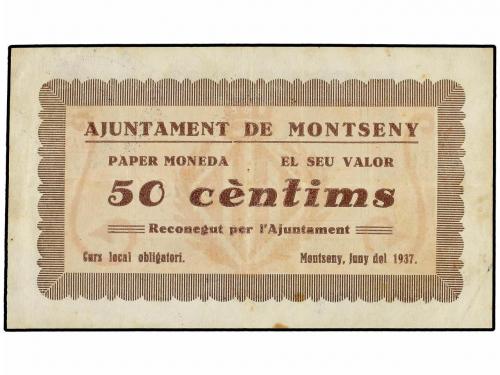 AJUNTAMENT DE MONTSENY
PAPER MONEDA EL SEU VALOR
50 cèntims
Reconegut per l'Ajuntament
Curs local obligatori. Montseny, juny del 1937.